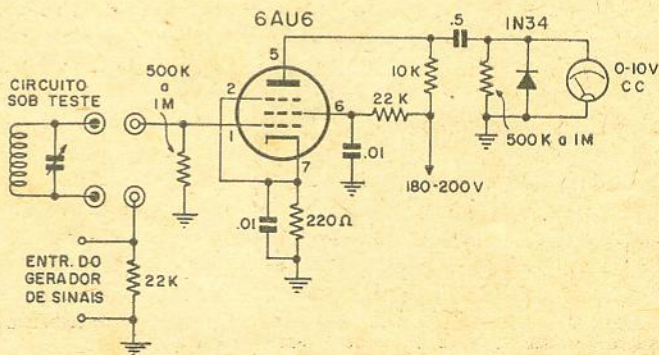 6AU6
5
.5
1N34
CIRCUITO
SOB TESTE
500K
a
1M
2
10K
0-10V
CC
6
22K
1
500K a 1M
.01
7
180-200V
.01
220Ω
ENTR. DO
GERADOR
DE SINAIS
22K